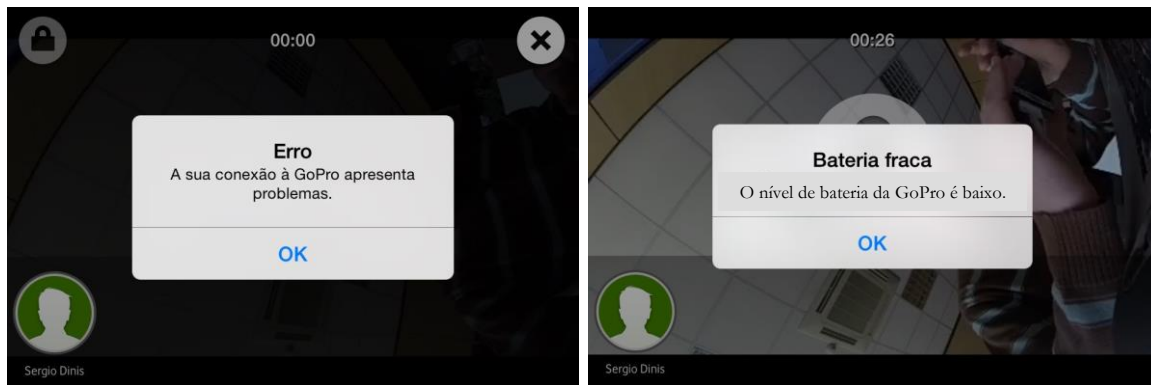 00:00
Erro
A sua conexão à GoPro apresenta
problemas.
OK
Sergio Dinis
00:26
Bateria fraca
O nível de bateria da GoPro é baixo.
OK
Sergio Dinis